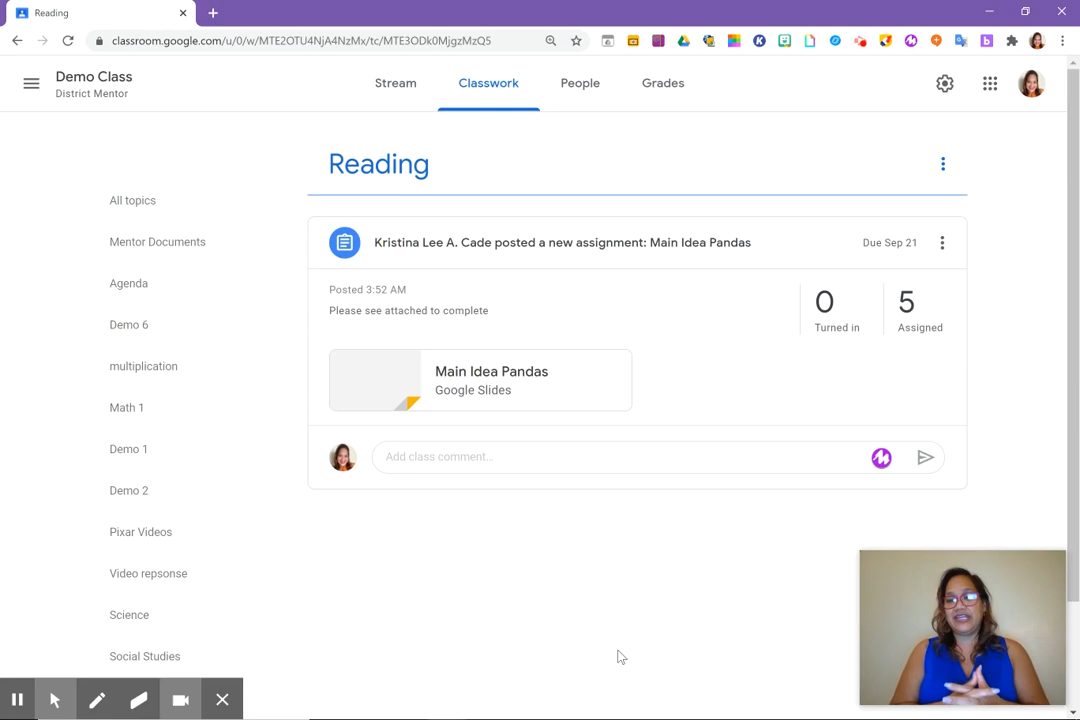 Reading
classroom.google.com/u/0/w/MTE2OTU4NjA4NzMx/tc/MTE3ODk0MjgzMzQ5
Demo Class
District Mentor
Stream
Classwork
People
Grades
Reading
All topics
Mentor Documents
Agenda
Demo 6
multiplication
Math 1
Demo 1
Demo 2
Pixar Videos
Video repsonse
Science
Social Studies
Kristina Lee A. Cade posted a new assignment: Main Idea Pandas
Due Sep 21
Posted 3:52 AM
Please see attached to complete
0
Turned in
5
Assigned
Main Idea Pandas
Google Slides
Add class comment...